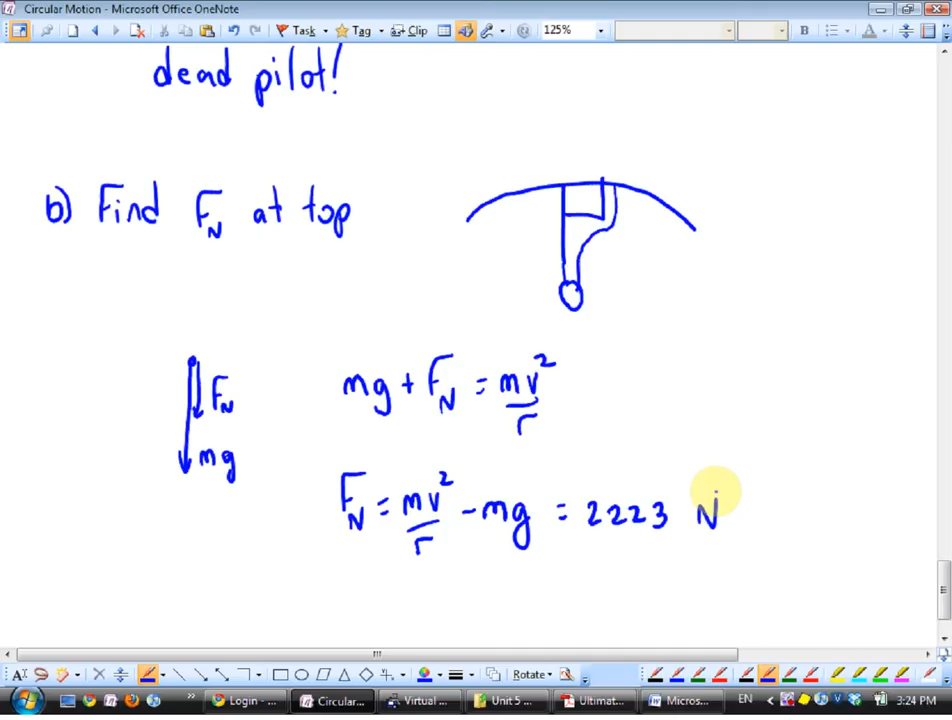 Circular Motion - Microsoft Office OneNote
Task Tag Clip 125% B A
dead pilot!
b) Find F_N at top
F_N
mg
mg + F_N = mv²/r
F_N = mv²/r - mg = 2223 N
Rotate
Login - ... Circular... Virtual ... Unit 5 ... Ultimat... Micros... EN 3:24 PM